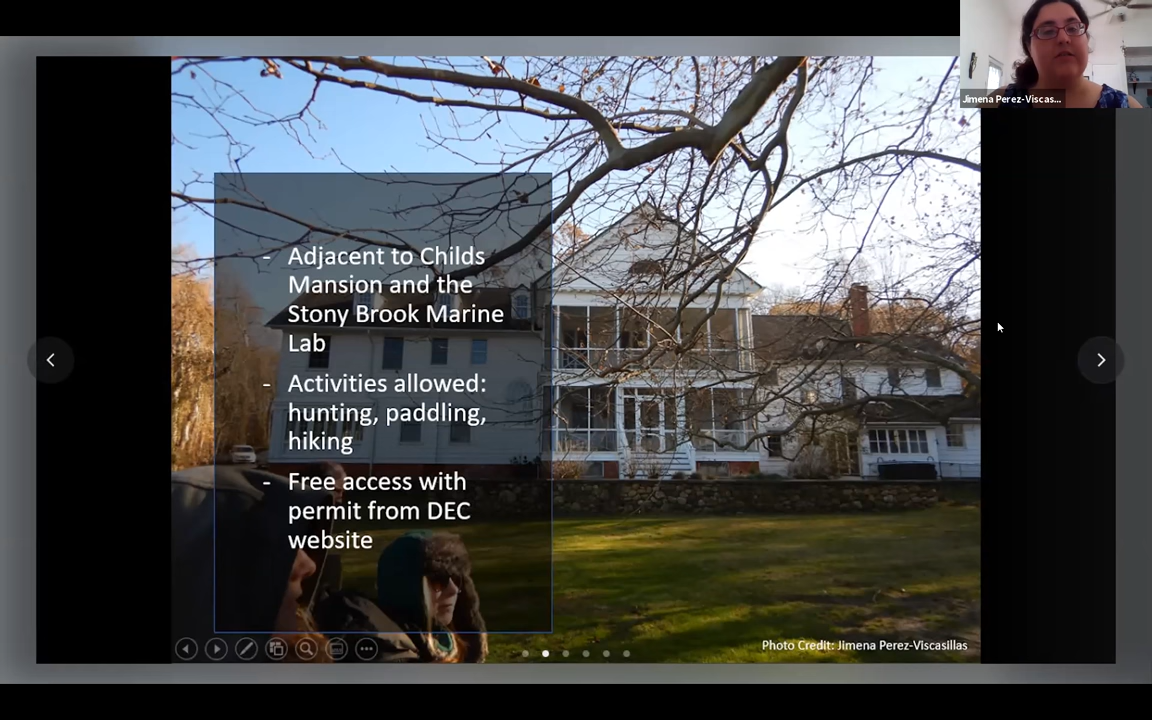 Jimena Perez-Viscas...
- Adjacent to Childs
Mansion and the
Stony Brook Marine
Lab
- Activities allowed:
hunting, paddling,
hiking
- Free access with
permit from DEC
website
Photo Credit: Jimena Perez-Viscasillas